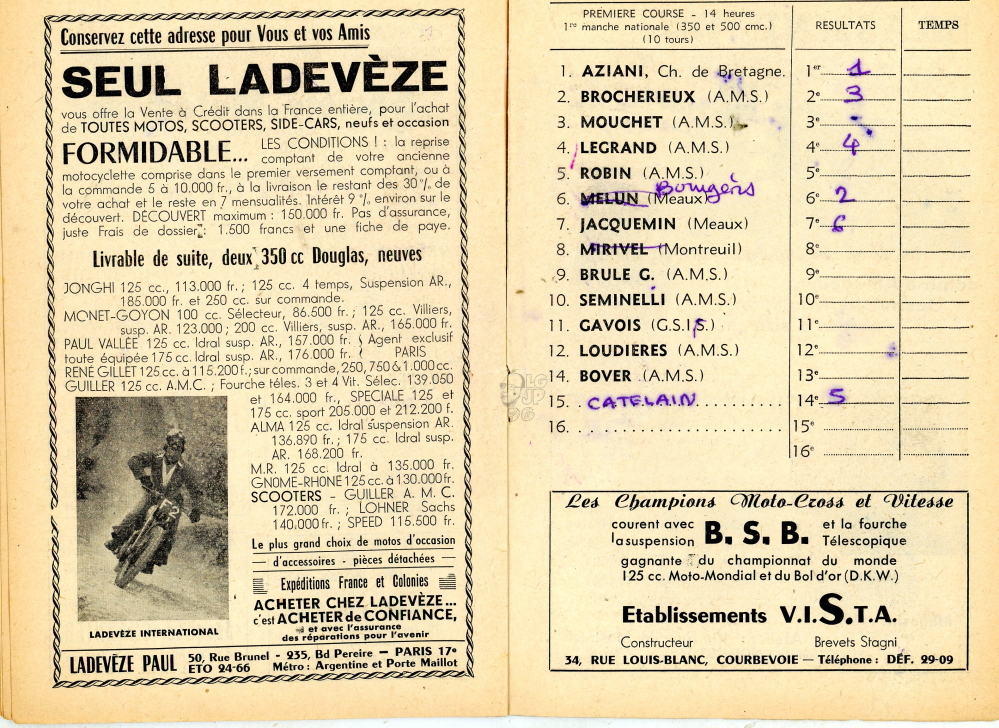 Conservez cette adresse pour Vous et vos Amis
SEUL LADEVÈZE
vous offre la Vente à Crédit dans la France entière, pour l'achat
de TOUTES MOTOS, SCOOTERS, SIDE-CARS, neufs et occasion
FORMIDABLE... LES CONDITIONS ! : la reprise
comptant de votre ancienne
motocyclette comprise dans le premier versement comptant, ou à
la commande 5 à 10.000 fr., à la livraison le restant des 30 %, de
votre achat et le reste en 7 mensualités. Intérêt 9 %, environ sur le
découvert. DÉCOUVERT maximum : 150.000 fr. Pas d'assurance,
juste Frais de dossier : 1.500 francs et une fiche de paye.
Livrable de suite, deux 350 cc Douglas, neuves
JONGHI 125 cc., 113.000 fr. ; 125 cc. 4 temps, Suspension AR.,
185.000 fr. et 250 cc. sur commande.
MONET-GOYON 100 cc. Sélecteur, 86.500 fr. ; 125 cc. Villiers,
susp. AR. 123.000 ; 200 cc. Villiers, susp. AR., 165.000 fr.
PAUL VALLÉE 125 cc. Idral susp. AR., 157.000 fr. Agent exclusif
toute équipée 175 cc. Idral susp. AR., 176.000 fr. PARIS
RENÉ GILLET 125 cc. à 115.200 f. ; sur commande, 250, 750 & 1.000 cc.
GUILLER 125 cc. A.M.C. ; Fourche téles. 3 et 4 Vit. Sélec. 139.050
et 164.000 fr., SPECIALE 125 et
175 cc. sport 205.000 et 212.200 f.
ALMA 125 cc. Idral suspension AR.
136.890 fr. ; 175 cc. Idral susp.
AR. 168.200 fr.
M.R. 125 cc. Idral à 135.000 fr.
GNOME-RHONE 125 cc. à 130.000 fr.
SCOOTERS - GUILLER A. M. C.
172.000 fr. ; LOHNER Sachs
140.000 fr. ; SPEED 115.500 fr.
Le plus grand choix de motos d'occasion
— d'accessoires - pièces détachées —
Expéditions France et Colonies
ACHETER CHEZ LADEVÈZE...
c'est ACHETER de CONFIANCE,
et avec l'assurance
des réparations pour l'avenir
LADEVÈZE INTERNATIONAL
LADEVÈZE PAUL 50, Rue Brunel - 235, Bd Pereire — PARIS 17e
ETO 24-66 Métro : Argentine et Porte Maillot
PREMIERE COURSE - 14 heures
1re manche nationale (350 et 500 cmc.)
(10 tours)
RESULTATS
TEMPS
1. AZIANI, Ch. de Bretagne. 1er 1
2. BROCHERIEUX (A.M.S.) 2e 3
3. MOUCHET (A.M.S.) 3e
4. LEGRAND (A.M.S.) 4e 4
5. ROBIN (A.M.S.) 5e
6. MELUN (Meaux) 6e 2
7. JACQUEMIN (Meaux) 7e 6
8. MIRIVEL (Montreuil) 8e
9. BRULE G. (A.M.S.) 9e
10. SEMINELLI (A.M.S.) 10e
11. GAVOIS (G.S.I.S.) 11e
12. LOUDIERES (A.M.S.) 12e
14. BOVER (A.M.S.) 13e
15. CATELAIN 14e 5
16. 15e
16e
Les Champions Moto-Cross et Vitesse
courent avec B. S. B. et la fourche
la suspension Télescopique
gagnante du championnat du monde
125 cc. Moto-Mondial et du Bol d'or (D.K.W.)
Etablissements V.I.S.T.A.
Constructeur Brevets Stagni
34, RUE LOUIS-BLANC, COURBEVOIE — Téléphone : DÉF. 29-09